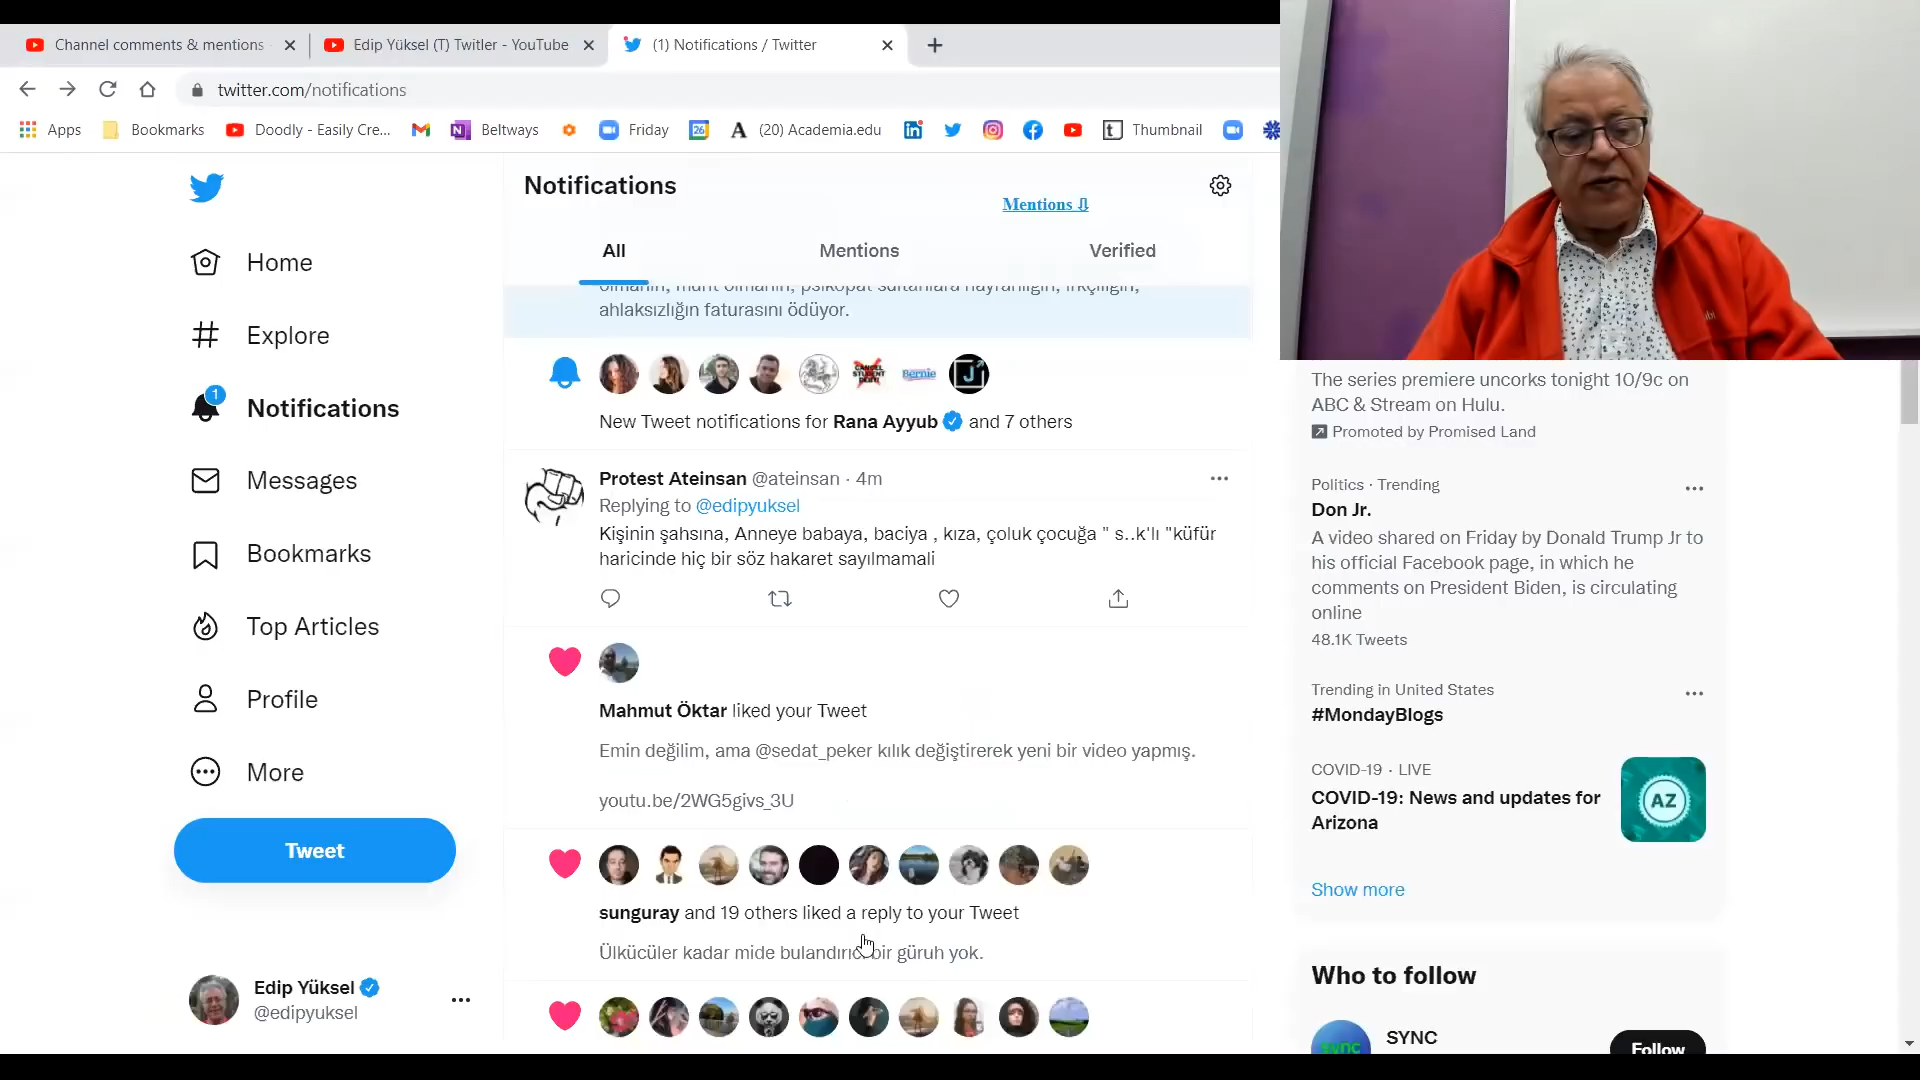 Channel comments & mentions
Edip Yüksel (T) Twitler - YouTube
(1) Notifications / Twitter
twitter.com/notifications
Apps
Bookmarks
Doodly - Easily Cre...
Beltways
Friday
(20) Academia.edu
Thumbnail
Home
Explore
1
Notifications
Messages
Bookmarks
Top Articles
Profile
More
Tweet
Edip Yüksel
@edipyuksel
Notifications
Mentions ⇩
All
Mentions
Verified
ahlaksızlığın faturasını ödüyor.
CANCEL STUDENT DEBT!
Bernie
J
New Tweet notifications for Rana Ayyub and 7 others
Protest Ateinsan @ateinsan · 4m
Replying to @edipyuksel
Kişinin şahsına, Anneye babaya, baciya , kıza, çoluk çocuğa " s..k'lı "küfür
haricinde hiç bir söz hakaret sayılmamali
Mahmut Öktar liked your Tweet
Emin değilim, ama @sedat_peker kılık değiştirerek yeni bir video yapmış.
youtu.be/2WG5givs_3U
sunguray and 19 others liked a reply to your Tweet
Ülkücüler kadar mide bulandırıcı bir güruh yok.
The series premiere uncorks tonight 10/9c on
ABC & Stream on Hulu.
Promoted by Promised Land
Politics · Trending
Don Jr.
A video shared on Friday by Donald Trump Jr to
his official Facebook page, in which he
comments on President Biden, is circulating
online
48.1K Tweets
Trending in United States
#MondayBlogs
COVID-19 · LIVE
COVID-19: News and updates for
Arizona
AZ
Show more
Who to follow
SYNC
sync
Follow